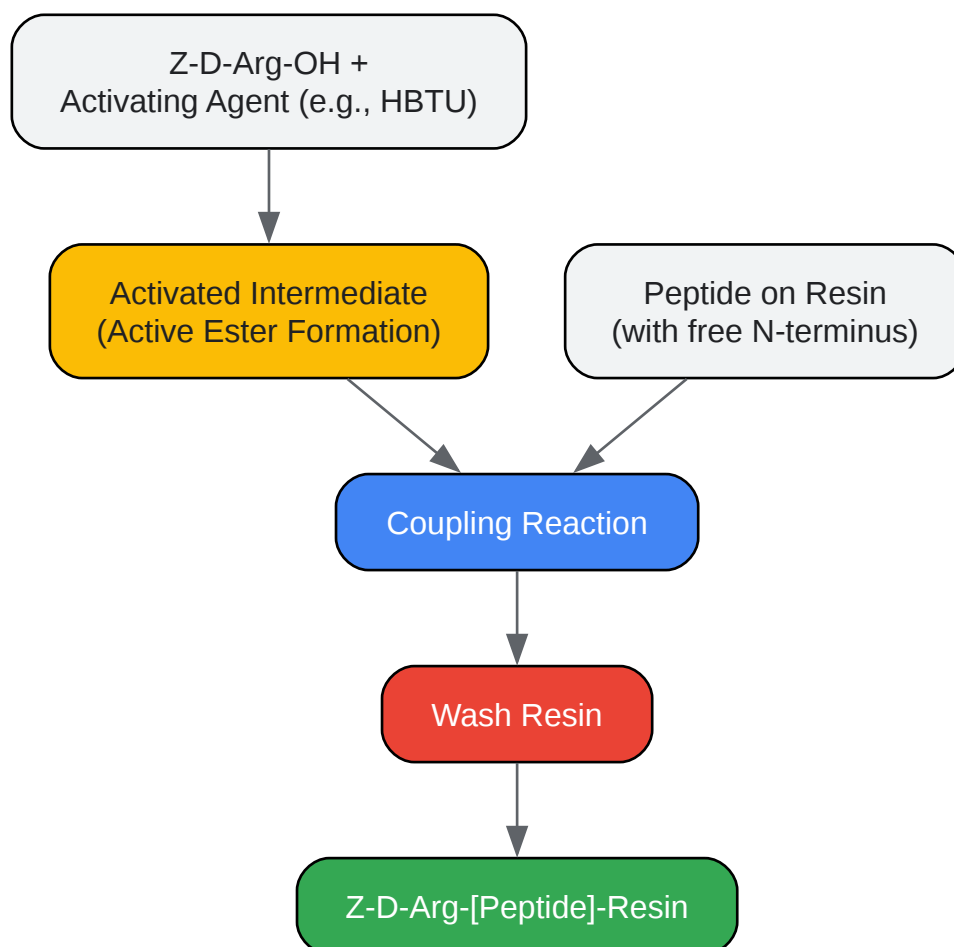 Z-D-Arg-OH +
Activating Agent (e.g., HBTU)
Activated Intermediate
(Active Ester Formation)
Peptide on Resin
(with free N-terminus)
Coupling Reaction
Wash Resin
Z-D-Arg-[Peptide]-Resin